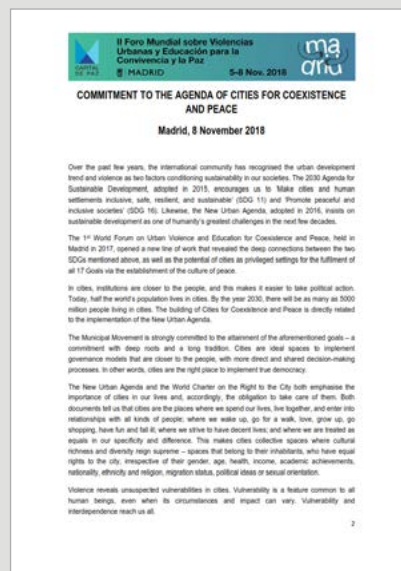 II Foro Mundial sobre Violencias
Urbanas y Educación para la
Convivencia y la Paz
MADRID
5-8 Nov. 2018
CAPITAL
DE PAZ
madrid
COMMITMENT TO THE AGENDA OF CITIES FOR COEXISTENCE
AND PEACE
Madrid, 8 November 2018
Over the past few years, the international community has recognised the urban development
trend and violence as two factors conditioning sustainability in our societies. The 2030 Agenda for
Sustainable Development, adopted in 2015, encourages us to 'Make cities and human
settlements inclusive, safe, resilient, and sustainable' (SDG 11) and 'Promote peaceful and
inclusive societies' (SDG 16). Likewise, the New Urban Agenda, adopted in 2016, insists on
sustainable development as one of humanity's greatest challenges in the next few decades.
The 1st World Forum on Urban Violence and Education for Coexistence and Peace, held in
Madrid in 2017, opened a new line of work that revealed the deep connections between the two
SDGs mentioned above, as well as the potential of cities as privileged settings for the fulfilment of
all 17 Goals via the establishment of the culture of peace.
In cities, institutions are closer to the people, and this makes it easier to take political action.
Today, half the world's population lives in cities. By the year 2030, there will be as many as 5000
million people living in cities. The building of Cities for Coexistence and Peace is directly related
to the implementation of the New Urban Agenda.
The Municipal Movement is strongly committed to the attainment of the aforementioned goals – a
commitment with deep roots and a long tradition. Cities are ideal spaces to implement
governance models that are closer to the people, with more direct and shared decision-making
processes. In other words, cities are the right place to implement true democracy.
The New Urban Agenda and the World Charter on the Right to the City both emphasise the
importance of cities in our lives and, accordingly, the obligation to take care of them. Both
documents tell us that cities are the places where we spend our lives, live together, and enter into
relationships with all kinds of people; where we wake up, go for a walk, love, grow up, go
shopping, have fun and fall ill; where we strive to have decent lives; and where we are treated as
equals in our specificity and difference. This makes cities collective spaces where cultural
richness and diversity reign supreme – spaces that belong to their inhabitants, who have equal
rights to the city, irrespective of their gender, age, health, income, academic achievements,
nationality, ethnicity and religion, migration status, political ideas or sexual orientation.
Violence reveals unsuspected vulnerabilities in cities. Vulnerability is a feature common to all
human beings, even when its circumstances and impact can vary. Vulnerability and
interdependence reach us all.
2